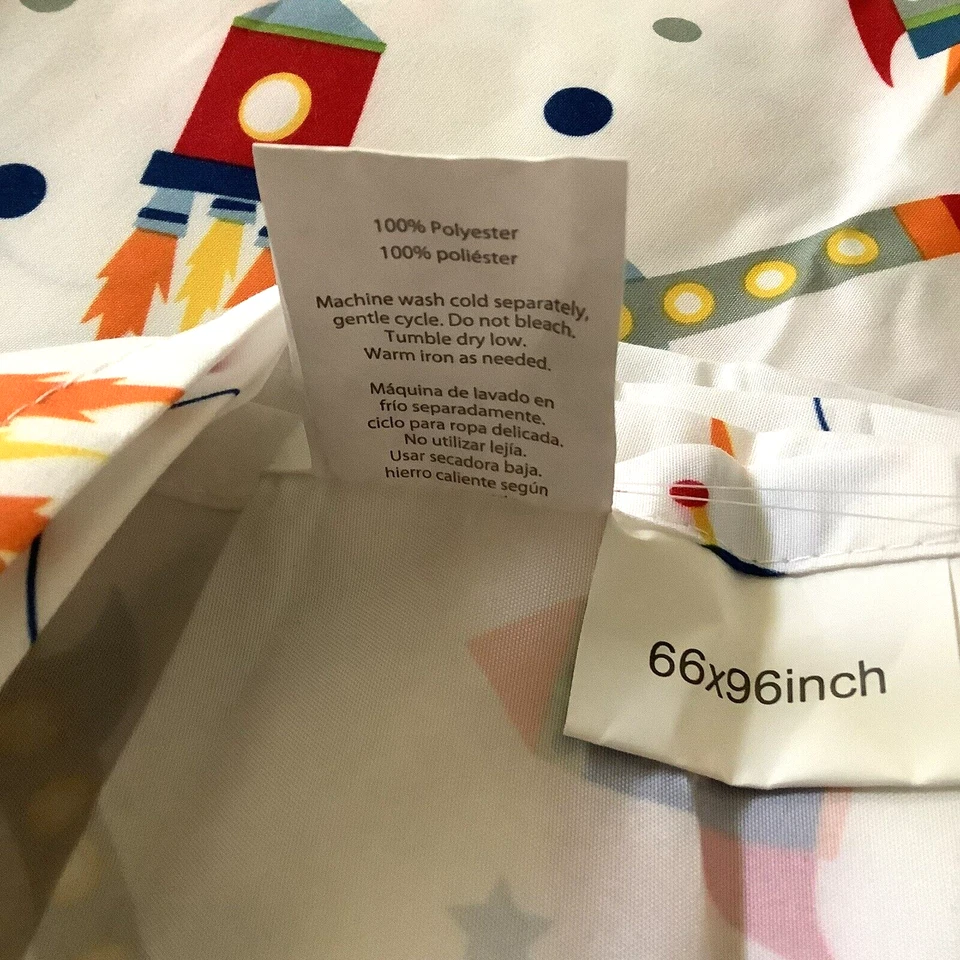 100% Polyester
100% poliéster
Machine wash cold separately,
gentle cycle. Do not bleach.
Tumble dry low.
Warm iron as needed.
Máquina de lavado en
frío separadamente.
ciclo para ropa delicada.
No utilizar lejía.
Usar secadora baja.
hierro caliente según
66x96inch